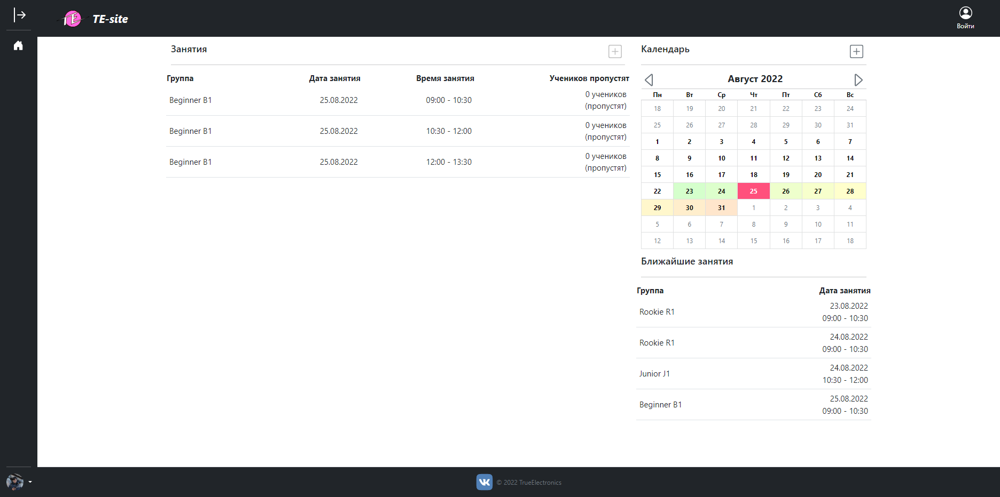 TE-site
Войти
Занятия
Группа Дата занятия Время занятия Учеников пропустят
Beginner B1 25.08.2022 09:00 - 10:30 0 учеников
(пропустят)
Beginner B1 25.08.2022 10:30 - 12:00 0 учеников
(пропустят)
Beginner B1 25.08.2022 12:00 - 13:30 0 учеников
(пропустят)
Календарь
Август 2022
Пн Вт Ср Чт Пт Сб Вс
18 19 20 21 22 23 24
25 26 27 28 29 30 31
1 2 3 4 5 6 7
8 9 10 11 12 13 14
15 16 17 18 19 20 21
22 23 24 25 26 27 28
29 30 31 1 2 3 4
5 6 7 8 9 10 11
12 13 14 15 16 17 18
Ближайшие занятия
Группа Дата занятия
Rookie R1 23.08.2022
09:00 - 10:30
Rookie R1 24.08.2022
09:00 - 10:30
Junior J1 24.08.2022
10:30 - 12:00
Beginner B1 25.08.2022
09:00 - 10:30
© 2022 TrueElectronics